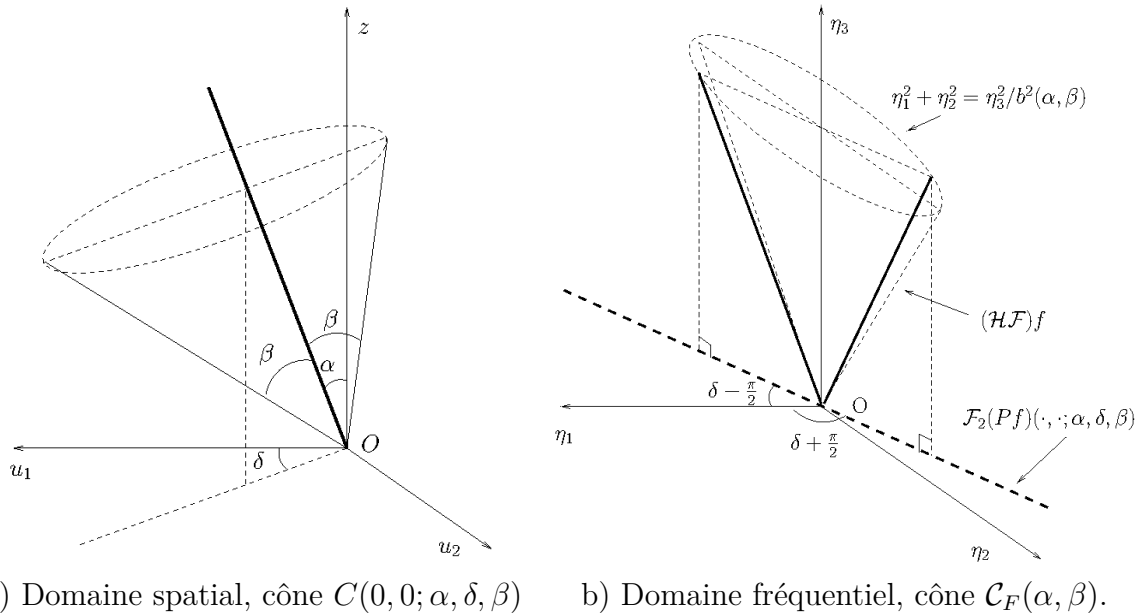 z
β
β
α
O
δ
u₁
u₂
) Domaine spatial, cône C(0, 0; α, δ, β)
η₃
η₁² + η₂² = η₃²/b²(α, β)
(ℋℱ)f
δ − π/2
O
ℱ₂(Pf)(·, ·; α, δ, β)
η₁
δ + π/2
η₂
b) Domaine fréquentiel, cône 𝒞_F(α, β).